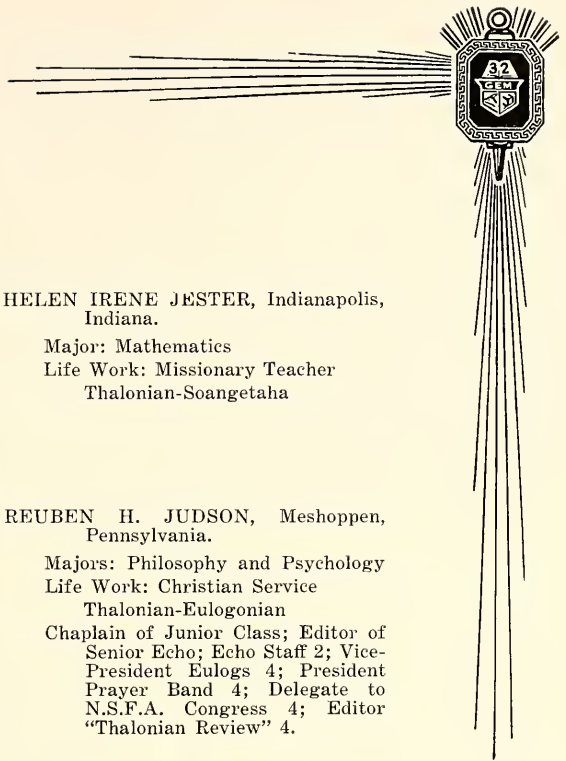 32
GEM
HELEN IRENE JESTER, Indianapolis,
Indiana.
Major: Mathematics
Life Work: Missionary Teacher
Thalonian-Soangetaha
REUBEN H. JUDSON, Meshoppen,
Pennsylvania.
Majors: Philosophy and Psychology
Life Work: Christian Service
Thalonian-Eulogonian
Chaplain of Junior Class; Editor of
Senior Echo; Echo Staff 2; Vice-
President Eulogs 4; President
Prayer Band 4; Delegate to
N.S.F.A. Congress 4; Editor
"Thalonian Review" 4.